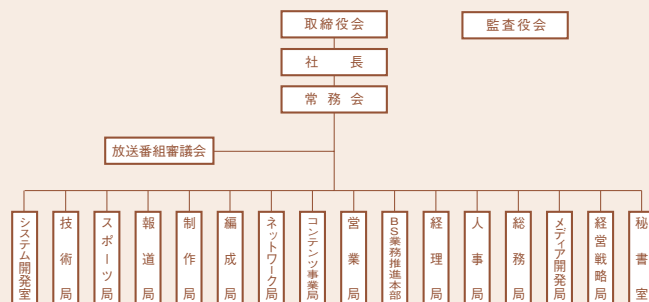 取締役会
監査役会
社長
常務会
放送番組審議会
システム開発室
技術局
スポーツ局
報道局
制作局
編成局
ネットワーク局
コンテンツ事業局
営業局
BS業務推進本部
経理局
人事局
総務局
メディア開発局
経営戦略局
秘書室